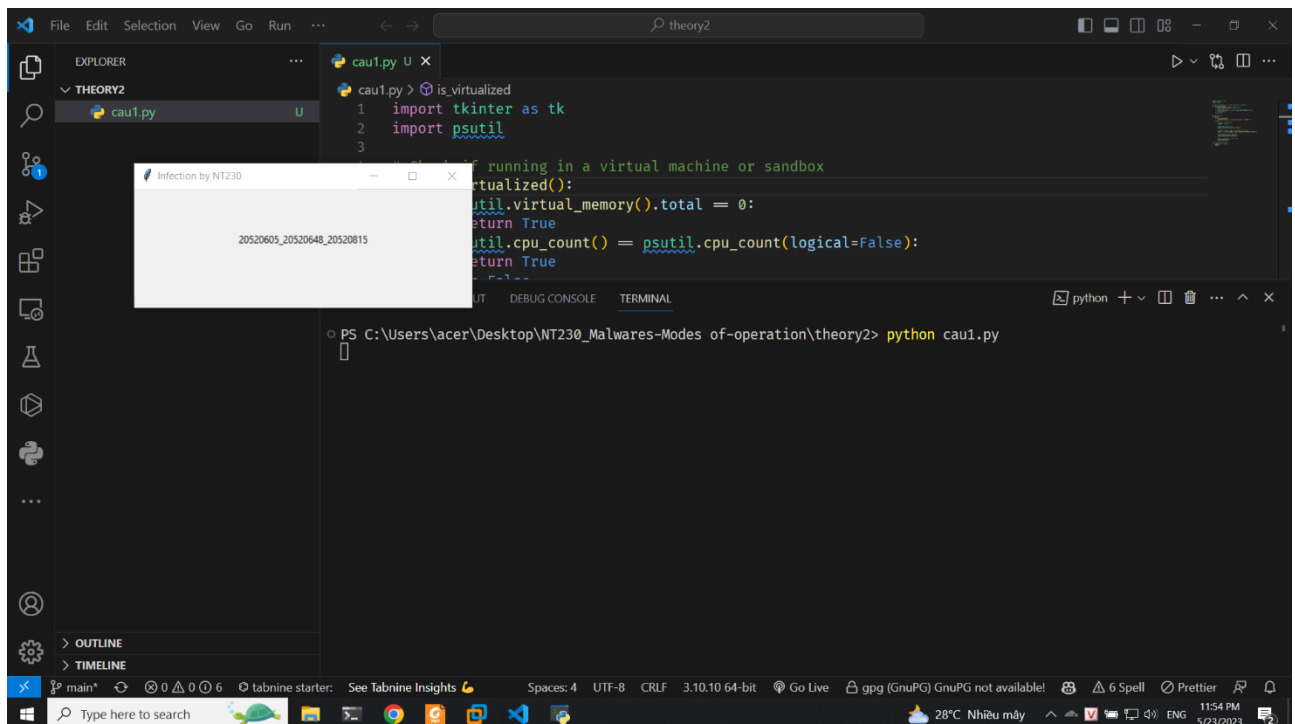 File Edit Selection View Go Run ··· theory2
EXPLORER ···
cau1.py U
THEORY2
cau1.py U
cau1.py > is_virtualized
1 import tkinter as tk
2 import psutil
3
if running in a virtual machine or sandbox
rtualized():
util.virtual_memory().total == 0:
eturn True
util.cpu_count() == psutil.cpu_count(logical=False):
eturn True
Infection by NT230
20520605_20520648_20520815
UT DEBUG CONSOLE TERMINAL
python
PS C:\Users\acer\Desktop\NT230_Malwares-Modes of-operation\theory2> python cau1.py
OUTLINE
TIMELINE
main* 0 0 6 tabnine starter: See Tabnine Insights Spaces: 4 UTF-8 CRLF 3.10.10 64-bit Go Live gpg (GnuPG) GnuPG not available! 6 Spell Prettier
Type here to search
28°C Nhiều mây ENG 11:54 PM
5/23/2023